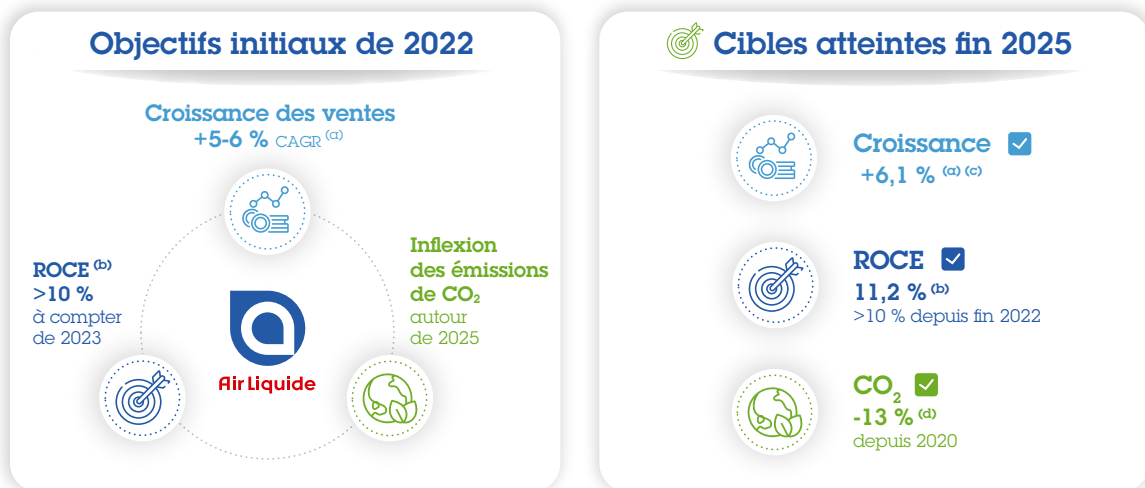 Objectifs initiaux de 2022
Croissance des ventes
+5-6 % CAGR (a)
ROCE (b)
>10 %
à compter
de 2023
Inflexion
des émissions
de CO₂
autour
de 2025
Air Liquide
Cibles atteintes fin 2025
Croissance
+6,1 % (a) (c)
ROCE
11,2 % (b)
>10 % depuis fin 2022
CO₂
-13 % (d)
depuis 2020